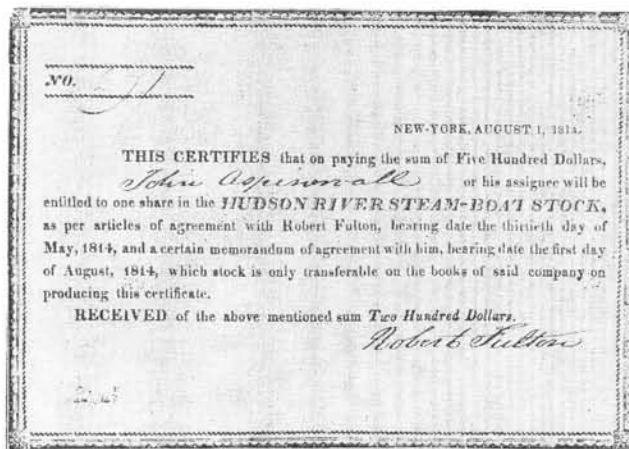 NO.
NEW-YORK, AUGUST 1, 1814.
THIS CERTIFIES that on paying the sum of Five Hundred Dollars,
John Aspinwall or his assignee will be
entitled to one share in the HUDSON RIVER STEAM-BOAT STOCK,
as per articles of agreement with Robert Fulton, bearing date the thirtieth day of
May, 1814, and a certain memorandum of agreement with him, bearing date the first day
of August, 1814, which stock is only transferable on the books of said company on
producing this certificate.
RECEIVED of the above mentioned sum Two Hundred Dollars.
Robert Fulton